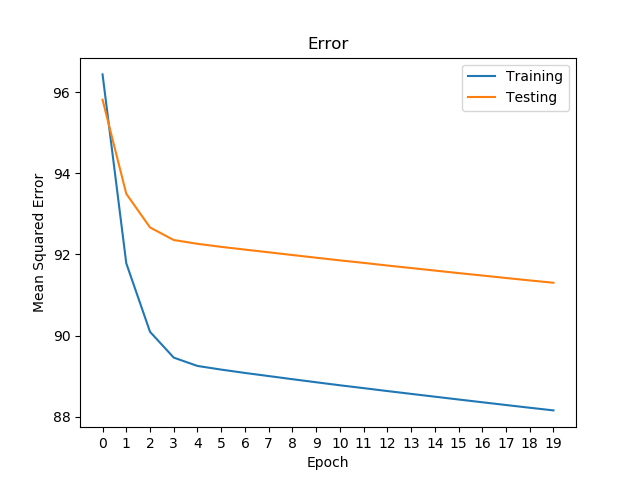 Error
Training
Testing
Mean Squared Error
96
94
92
90
88
0 1 2 3 4 5 6 7 8 9 10 11 12 13 14 15 16 17 18 19
Epoch